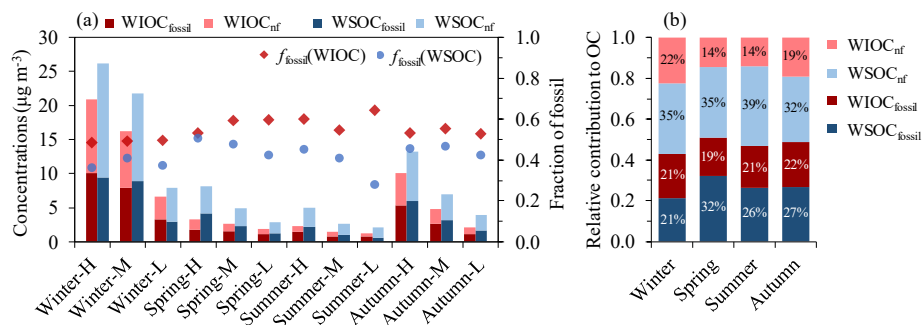 (a)
WIOCfossil
WIOCnf
WSOCfossil
WSOCnf
ffossil(WIOC)
ffossil(WSOC)
Concentrations (μg m-3)
30
25
20
15
10
5
0
1.0
0.8
0.6
0.4
0.2
0.0
Fraction of fossil
Winter-H
Winter-M
Winter-L
Spring-H
Spring-M
Spring-L
Summer-H
Summer-M
Summer-L
Autumn-H
Autumn-M
Autumn-L
(b)
Relative contribution to OC
1.0
0.8
0.6
0.4
0.2
0.0
22% 14% 14% 19%
35% 35% 39% 32%
21% 19% 21% 22%
21% 32% 26% 27%
Winter
Spring
Summer
Autumn
WIOCnf
WSOCnf
WIOCfossil
WSOCfossil